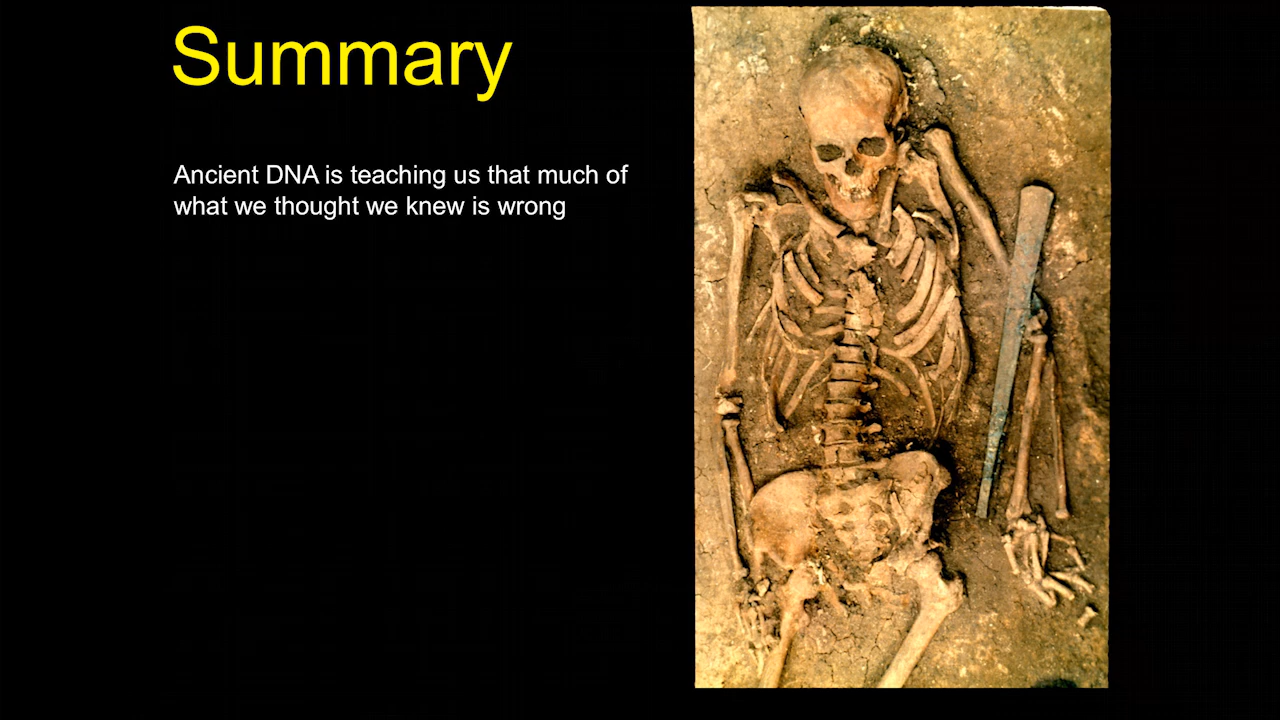 Summary
Ancient DNA is teaching us that much of
what we thought we knew is wrong